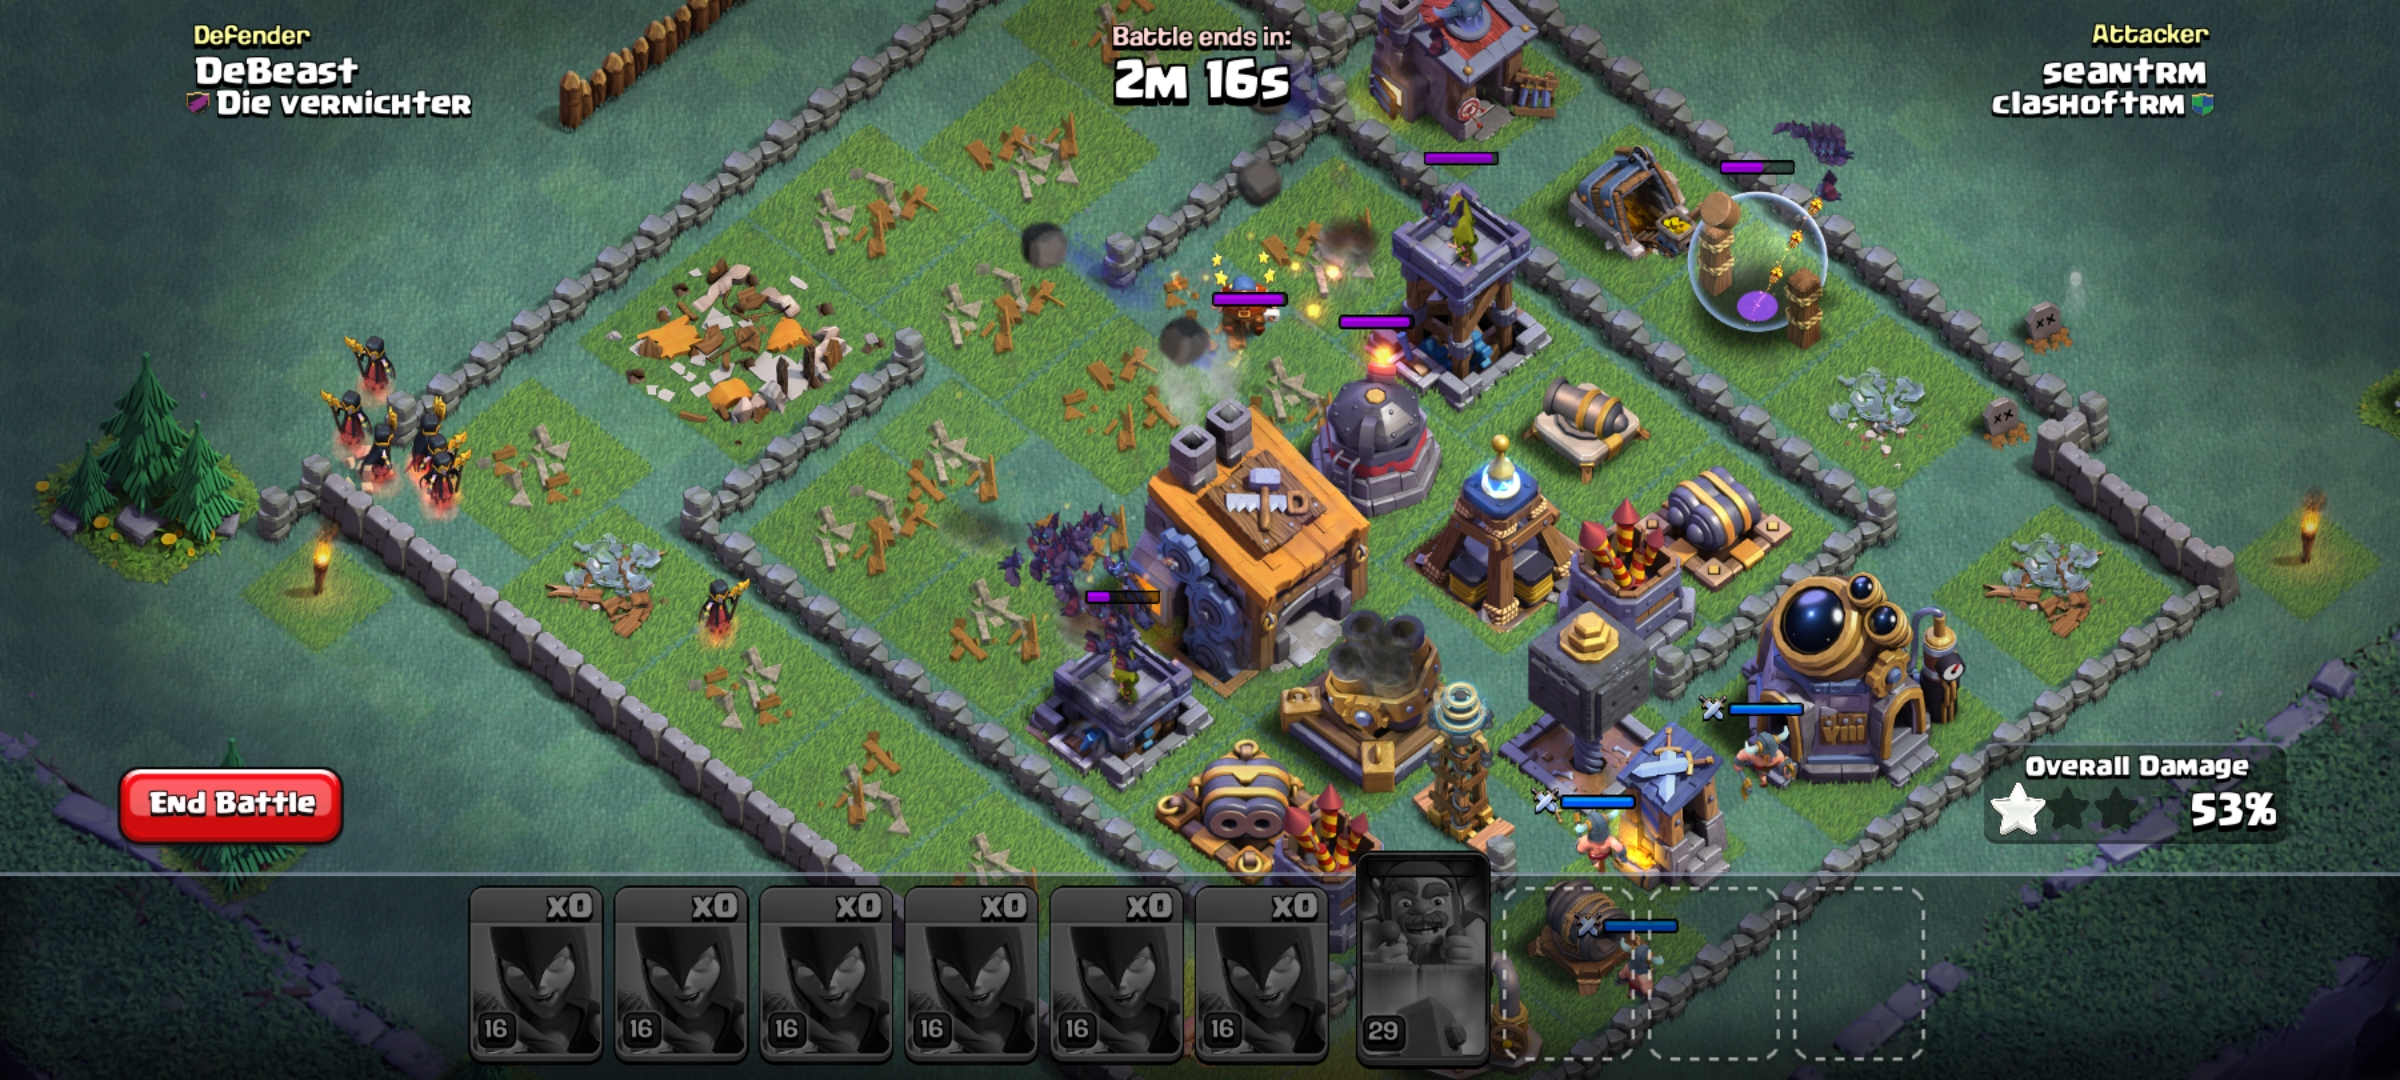 Defender
DeBeast
Die vernichter
Battle ends in:
2M 16s
Attacker
seantRM
clashoftRM
VIII
End Battle
Overall Damage
53%
x0
x0
x0
x0
x0
x0
16
16
16
16
16
16
29